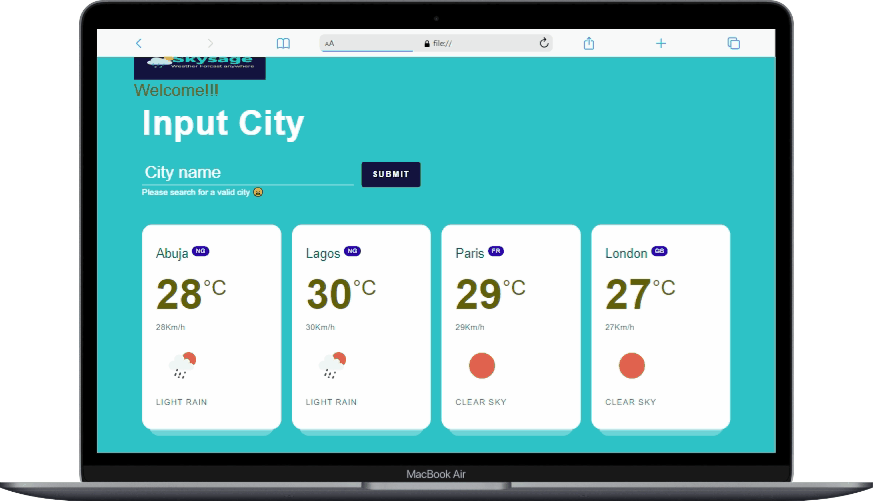 AA file://
Skysage
Weather Forcast anywhere
Welcome!!!
Input City
City name SUBMIT
Please search for a valid city
Abuja NG
28°C
28Km/h
LIGHT RAIN
Lagos NG
30°C
30Km/h
LIGHT RAIN
Paris FR
29°C
29Km/h
CLEAR SKY
London GB
27°C
27Km/h
CLEAR SKY
MacBook Air